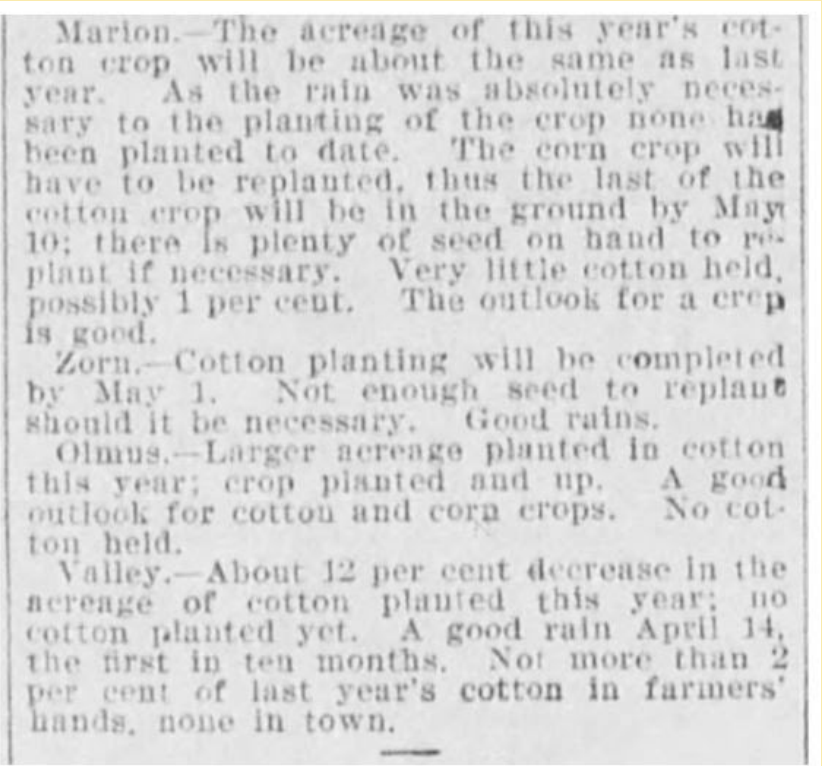 Marion.—The acreage of this year's cot-
ton crop will be about the same as last
year. As the rain was absolutely neces-
sary to the planting of the crop none has
been planted to date. The corn crop will
have to be replanted, thus the last of the
cotton crop will be in the ground by May
10; there is plenty of seed on hand to re-
plant if necessary. Very little cotton held,
possibly 1 per cent. The outlook for a crop
is good.
Zorn.—Cotton planting will be completed
by May 1. Not enough seed to replant
should it be necessary. Good rains.
Olmus.—Larger acreage planted in cotton
this year; crop planted and up. A good
outlook for cotton and corn crops. No cot-
ton held.
Valley.—About 12 per cent decrease in the
acreage of cotton planted this year; no
cotton planted yet. A good rain April 14,
the first in ten months. Not more than 2
per cent of last year's cotton in farmers'
hands, none in town.